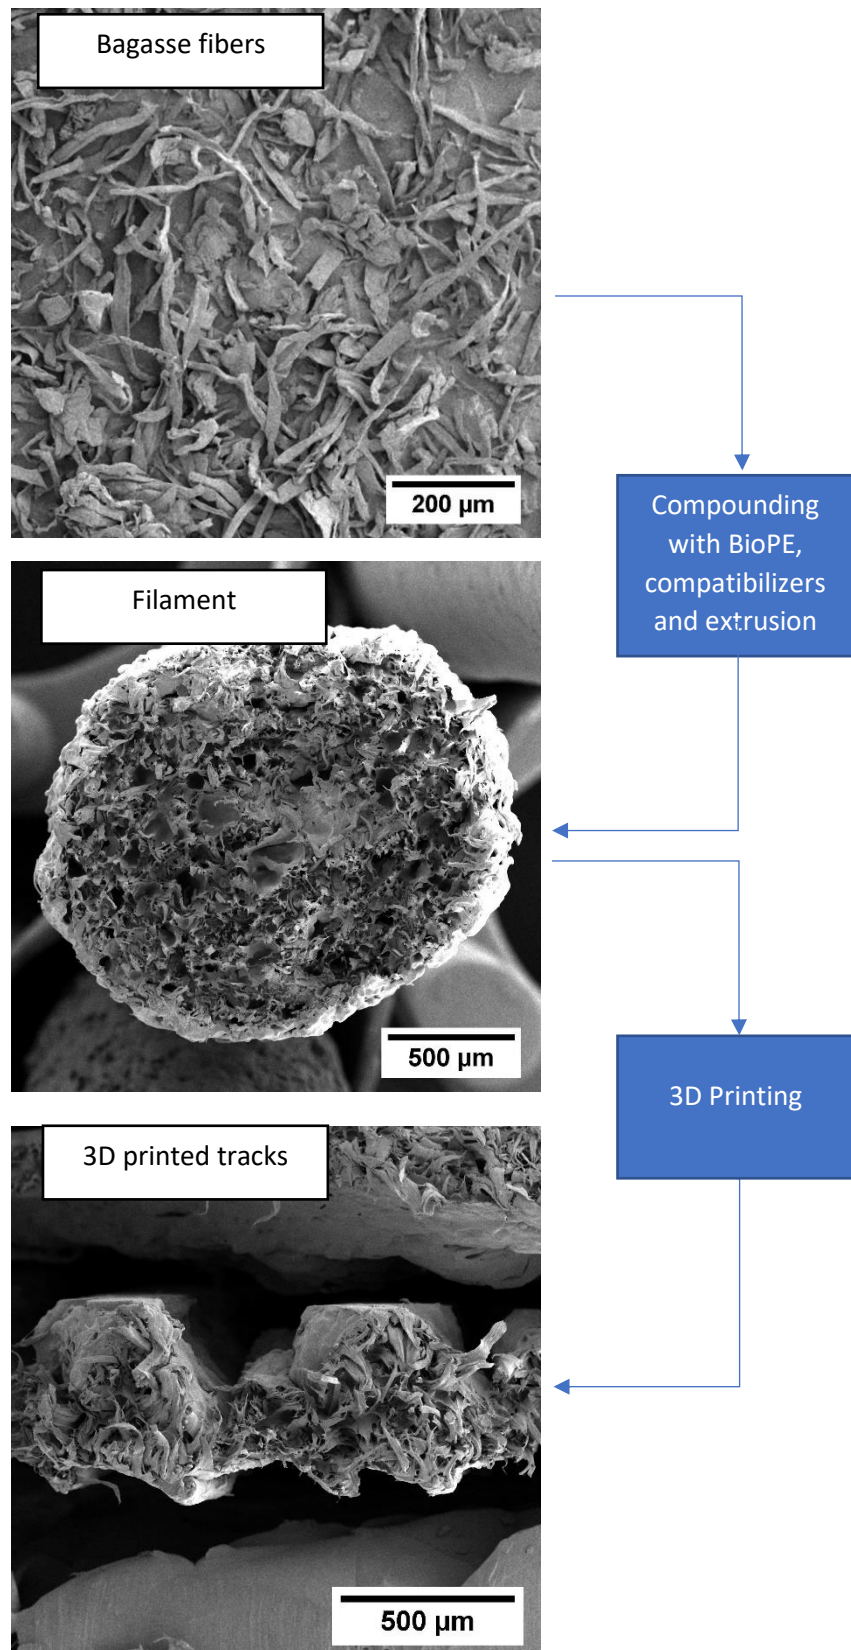 Bagasse fibers
200 µm
Compounding
with BioPE,
compatibilizers
and extrusion
Filament
500 µm
3D Printing
3D printed tracks
500 µm